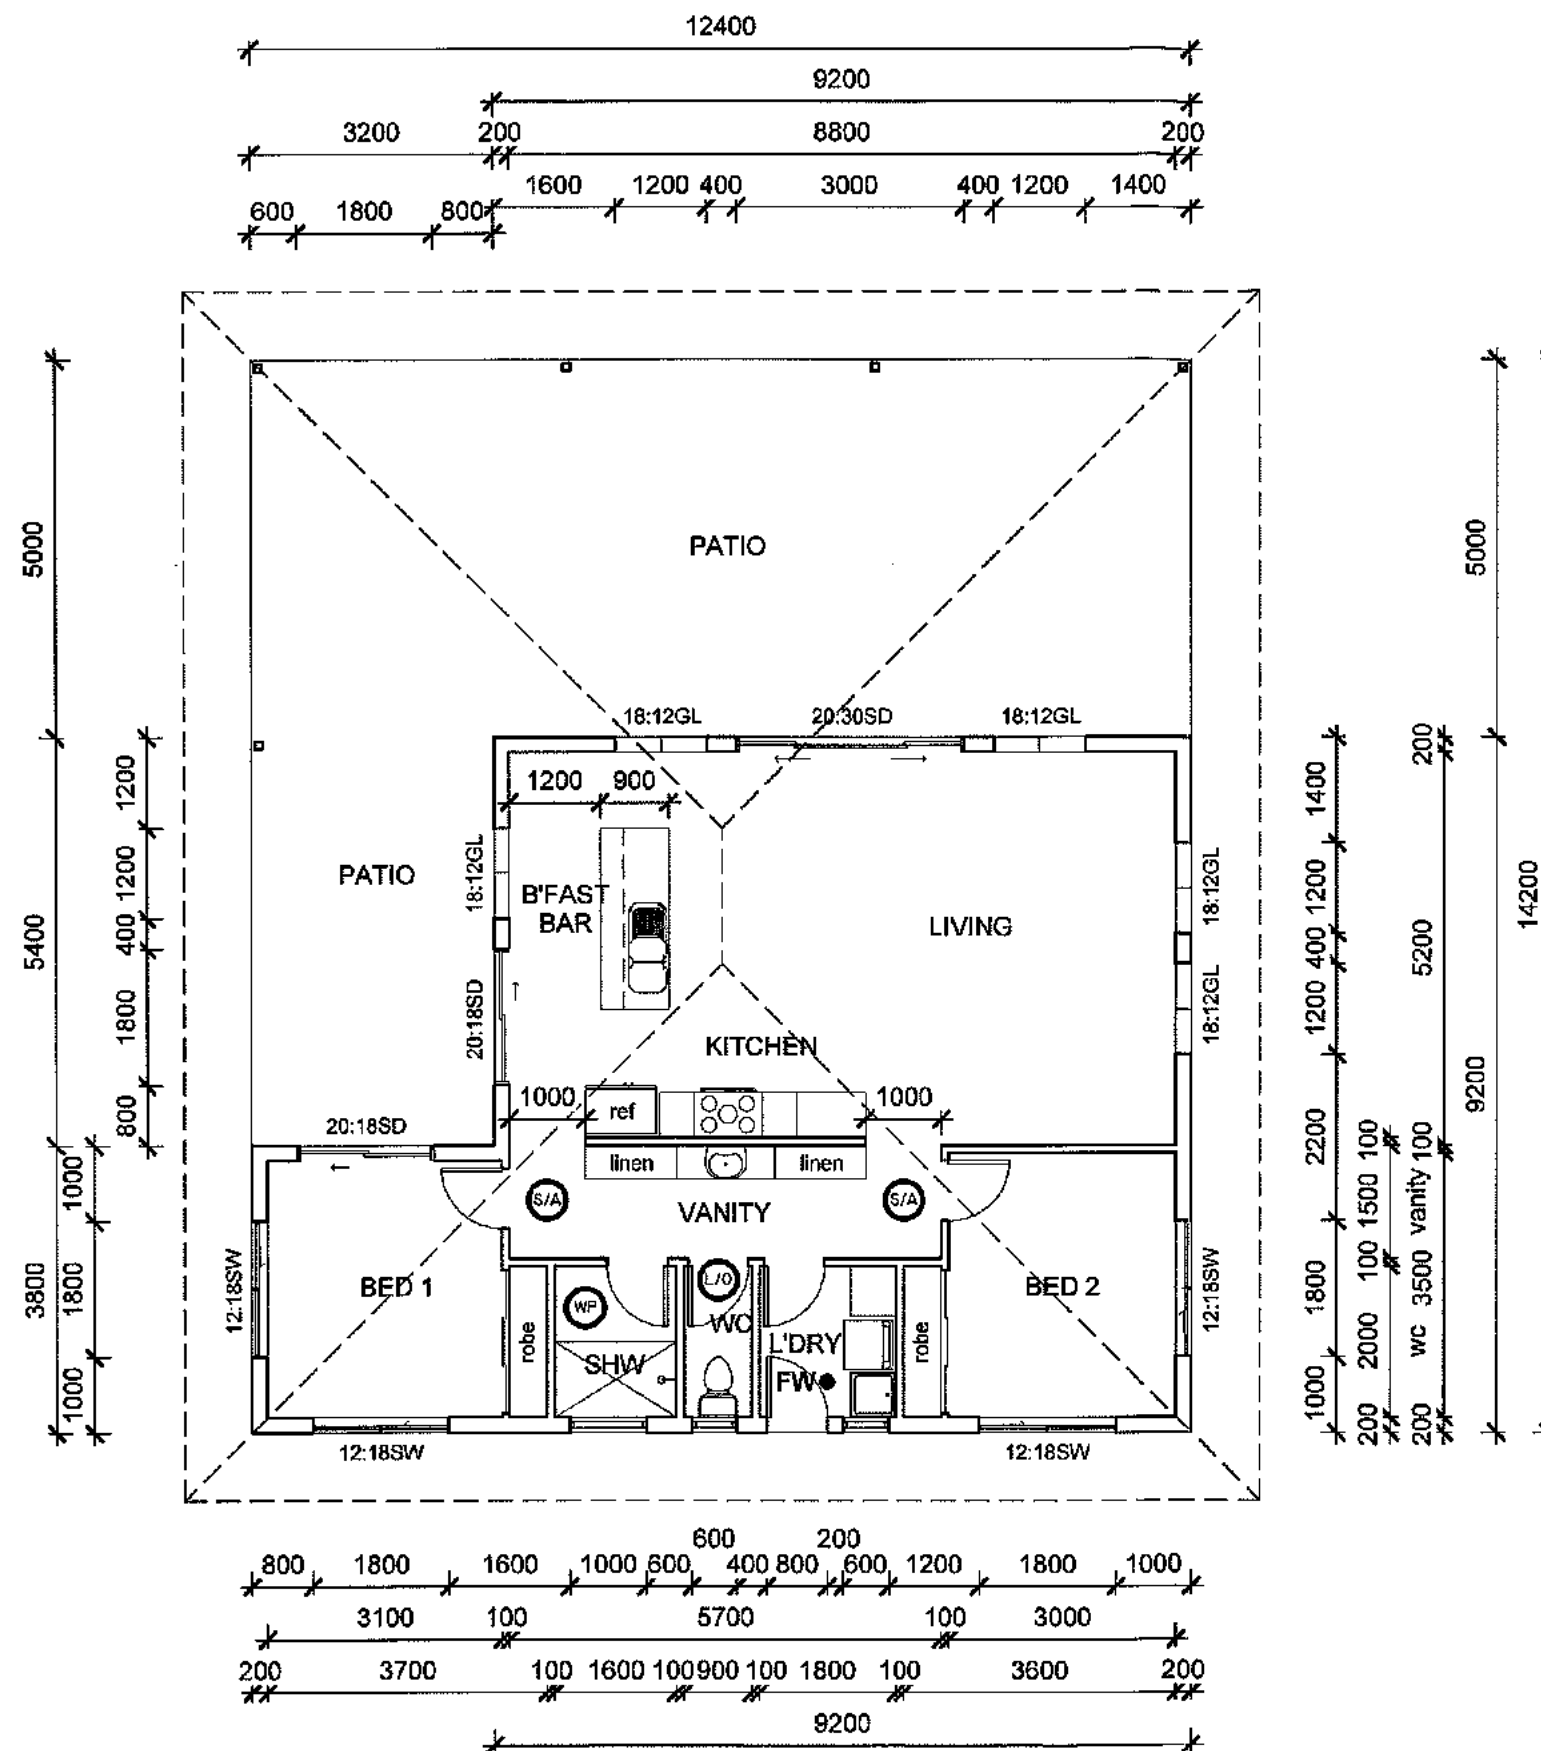 12400
9200
3200 200 8800 200
1600 1200 400 3000 400 1200 1400
600 1800 800
PATIO
5000
5000
18:12GL 20:30SD 18:12GL
1200 900
PATIO
B'FAST
BAR
LIVING
18:12GL
20:18SD
18:12GL
18:12GL
KITCHEN
1000 ref 1000
20:18SD
linen linen
S/A S/A
VANITY
BED 1 BED 2
L/O
WP
WC
robe
SHW
L'DRY
FW
robe
12:18SW
12:18SW
12:18SW 12:18SW
5400
3800
1200
1200
400
1800
800
1000
1800
1000
1400
1200
400
1200
2200
1800
1000
100
1500
100
2000
200
200
5200
100
vanity
3500
wc
200
9200
14200
600 200
800 1800 1600 1000 600 400 800 600 1200 1800 1000
3100 100 5700 100 3000
200 3700 100 1600 100 900 100 1800 100 3600 200
9200